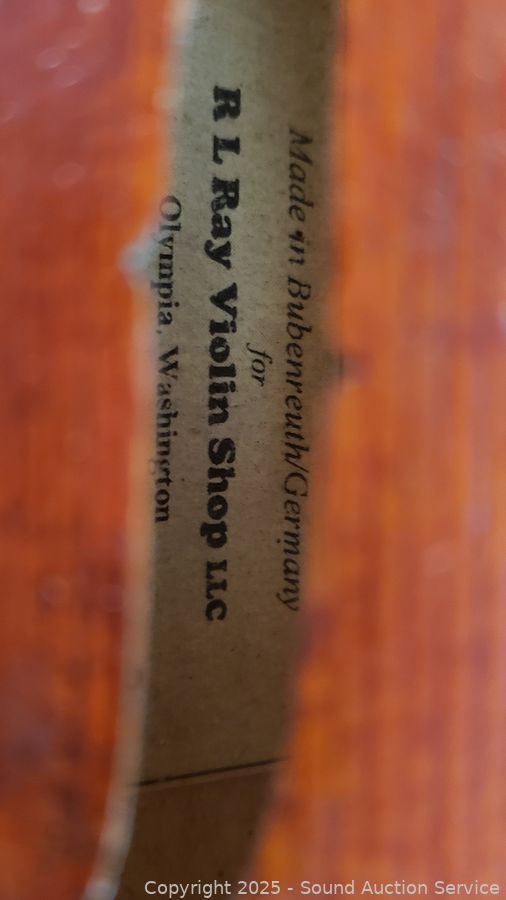 Made in Bubenreuth/Germany
for
R L Ray Violin Shop LLC
Olympia, Washington
Copyright 2025 - Sound Auction Service